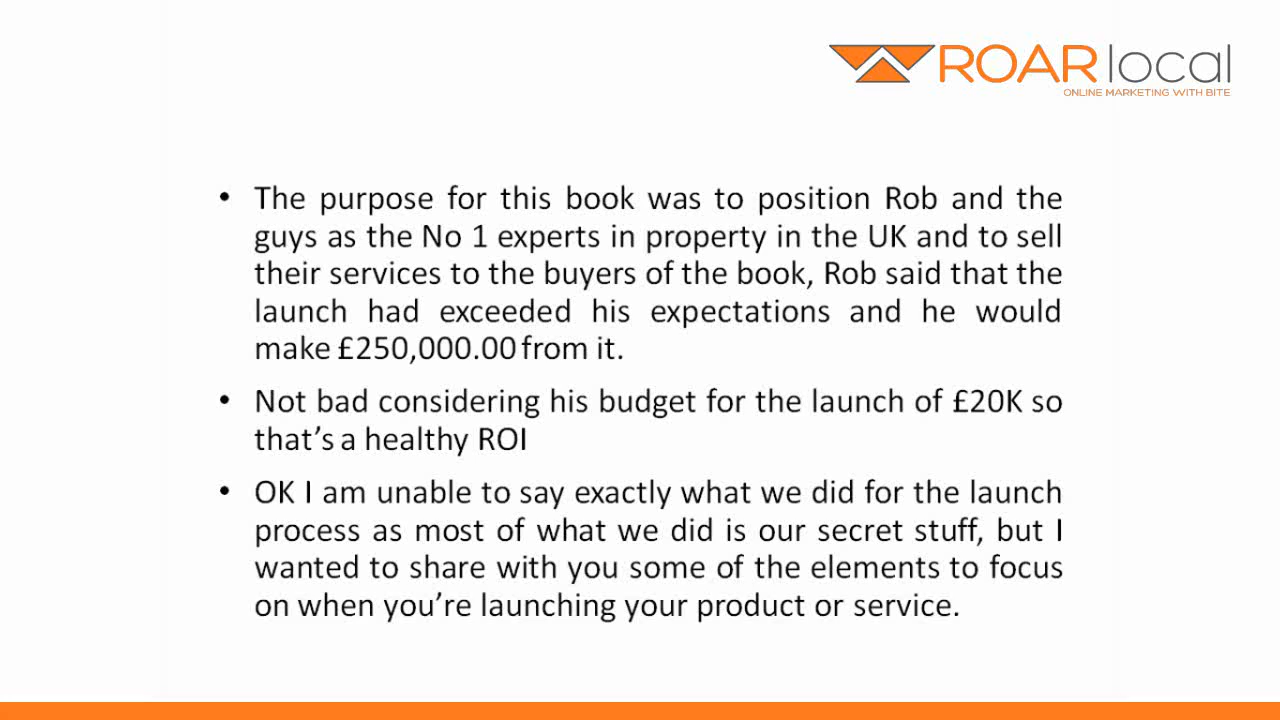 ROAR local
ONLINE MARKETING WITH BITE
• The purpose for this book was to position Rob and the
guys as the No 1 experts in property in the UK and to sell
their services to the buyers of the book, Rob said that the
launch had exceeded his expectations and he would
make £250,000.00 from it.
• Not bad considering his budget for the launch of £20K so
that’s a healthy ROI
• OK I am unable to say exactly what we did for the launch
process as most of what we did is our secret stuff, but I
wanted to share with you some of the elements to focus
on when you’re launching your product or service.